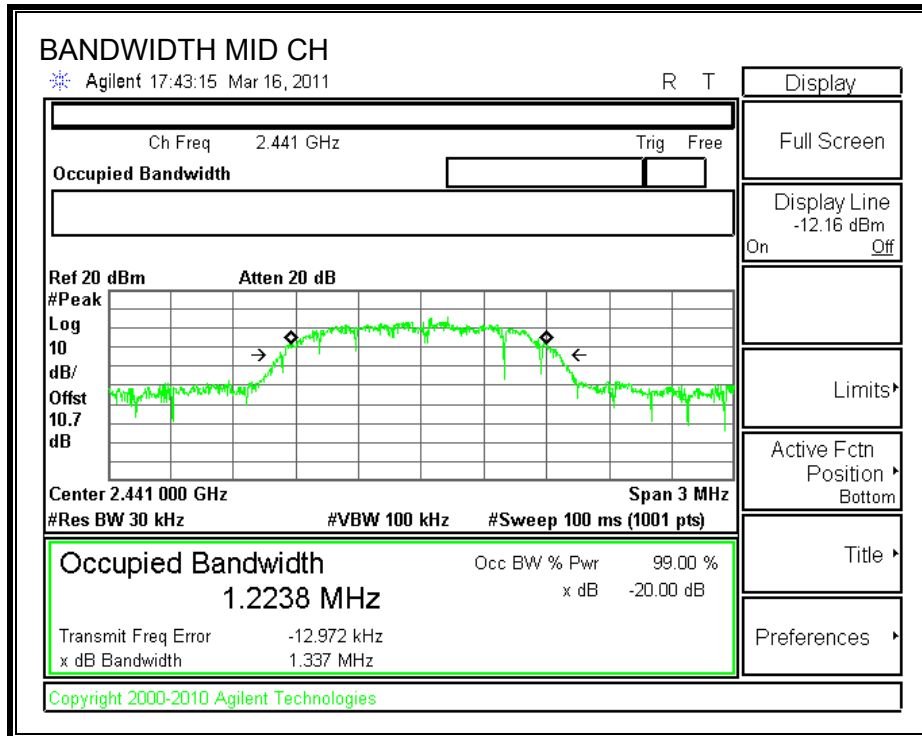 BANDWIDTH MID CH
Agilent 17:43:15 Mar 16, 2011 R T
Display
Ch Freq 2.441 GHz Trig Free
Full Screen
Occupied Bandwidth
Display Line
-12.16 dBm
On Off
Ref 20 dBm Atten 20 dB
#Peak
Log
10
dB/
Offst
10.7
dB
Limits
Active Fctn
Position
Bottom
Center 2.441 000 GHz Span 3 MHz
#Res BW 30 kHz #VBW 100 kHz #Sweep 100 ms (1001 pts)
Occupied Bandwidth Occ BW % Pwr 99.00 %
1.2238 MHz x dB -20.00 dB
Title
Transmit Freq Error -12.972 kHz
x dB Bandwidth 1.337 MHz
Preferences
Copyright 2000-2010 Agilent Technologies